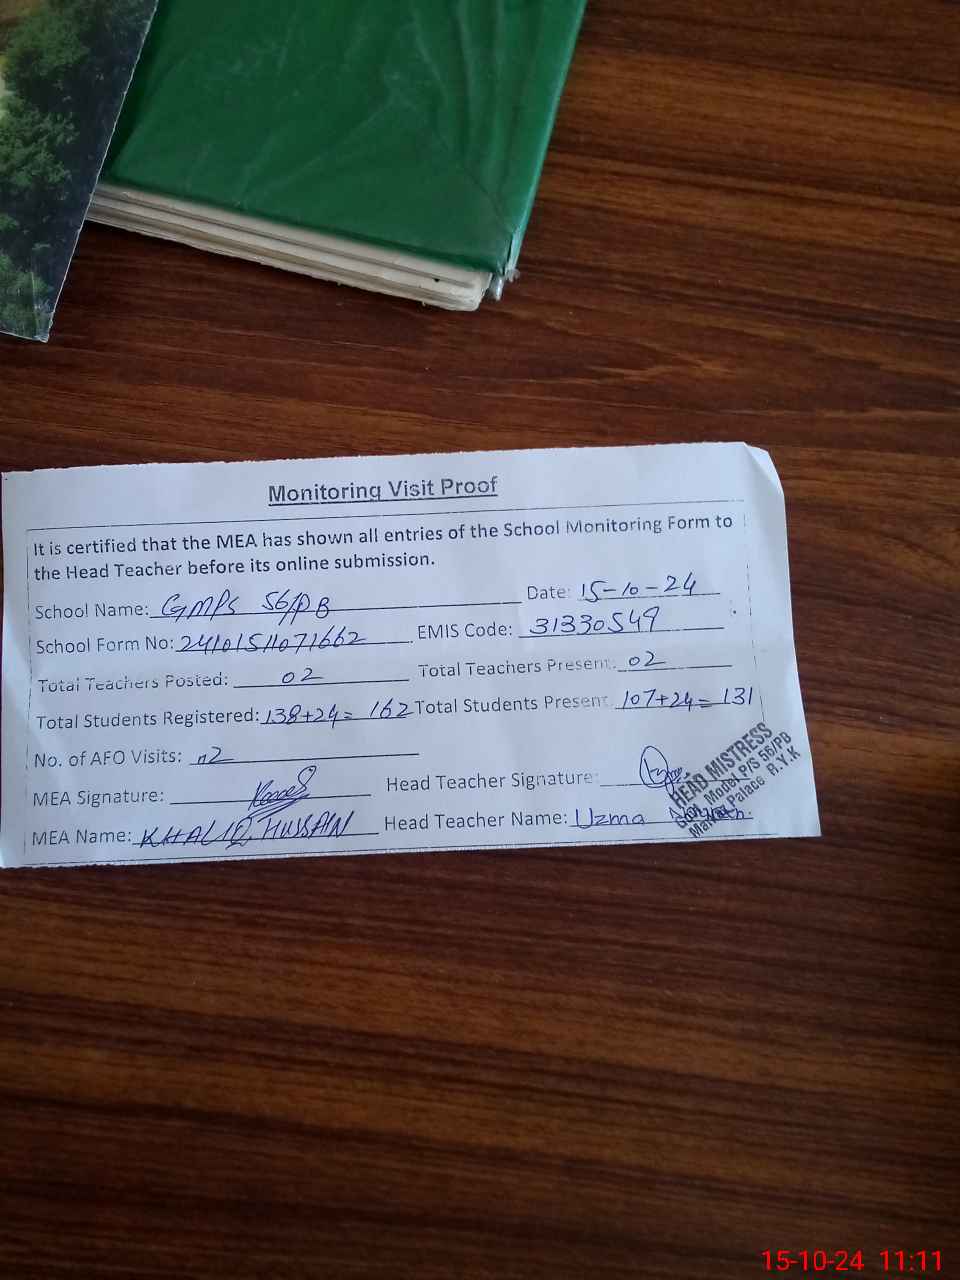 Monitoring Visit Proof
It is certified that the MEA has shown all entries of the School Monitoring Form to
the Head Teacher before its online submission.
School Name: GMPS 56/PB Date: 15-10-24
School Form No: 24101511071662 EMIS Code: 31330549
Total Teachers Posted: 02 Total Teachers Present: 02
Total Students Registered: 138+24= 162 Total Students Present: 107+24= 131
No. of AFO Visits: 02
MEA Signature: Head Teacher Signature:
MEA Name: KHALIQ HUSSAIN Head Teacher Name: Uzma
HEAD MISTRESS
Govt. Model P/S 56/PB
Palace R.Y.K
15-10-24 11:11